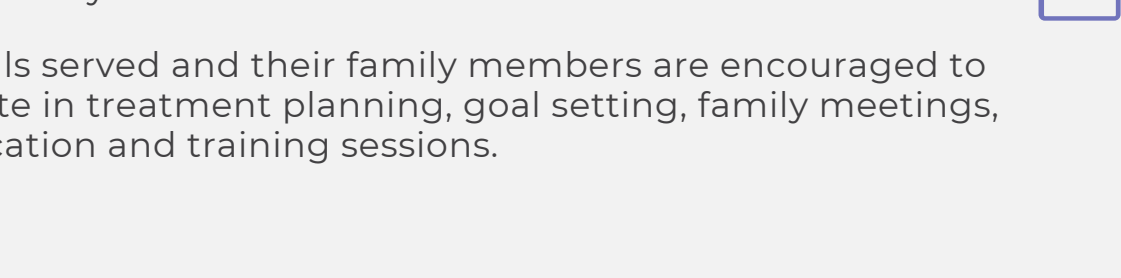 ls served and their family members are encouraged to
te in treatment planning, goal setting, family meetings,
cation and training sessions.